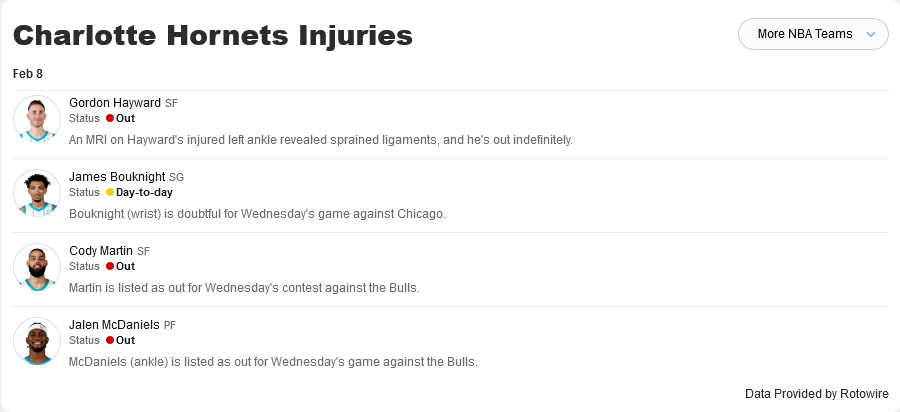 Charlotte Hornets Injuries
More NBA Teams
Feb 8
Gordon Hayward SF
Status Out
An MRI on Hayward's injured left ankle revealed sprained ligaments, and he's out indefinitely.
James Bouknight SG
Status Day-to-day
Bouknight (wrist) is doubtful for Wednesday's game against Chicago.
Cody Martin SF
Status Out
Martin is listed as out for Wednesday's contest against the Bulls.
Jalen McDaniels PF
Status Out
McDaniels (ankle) is listed as out for Wednesday's game against the Bulls.
Data Provided by Rotowire